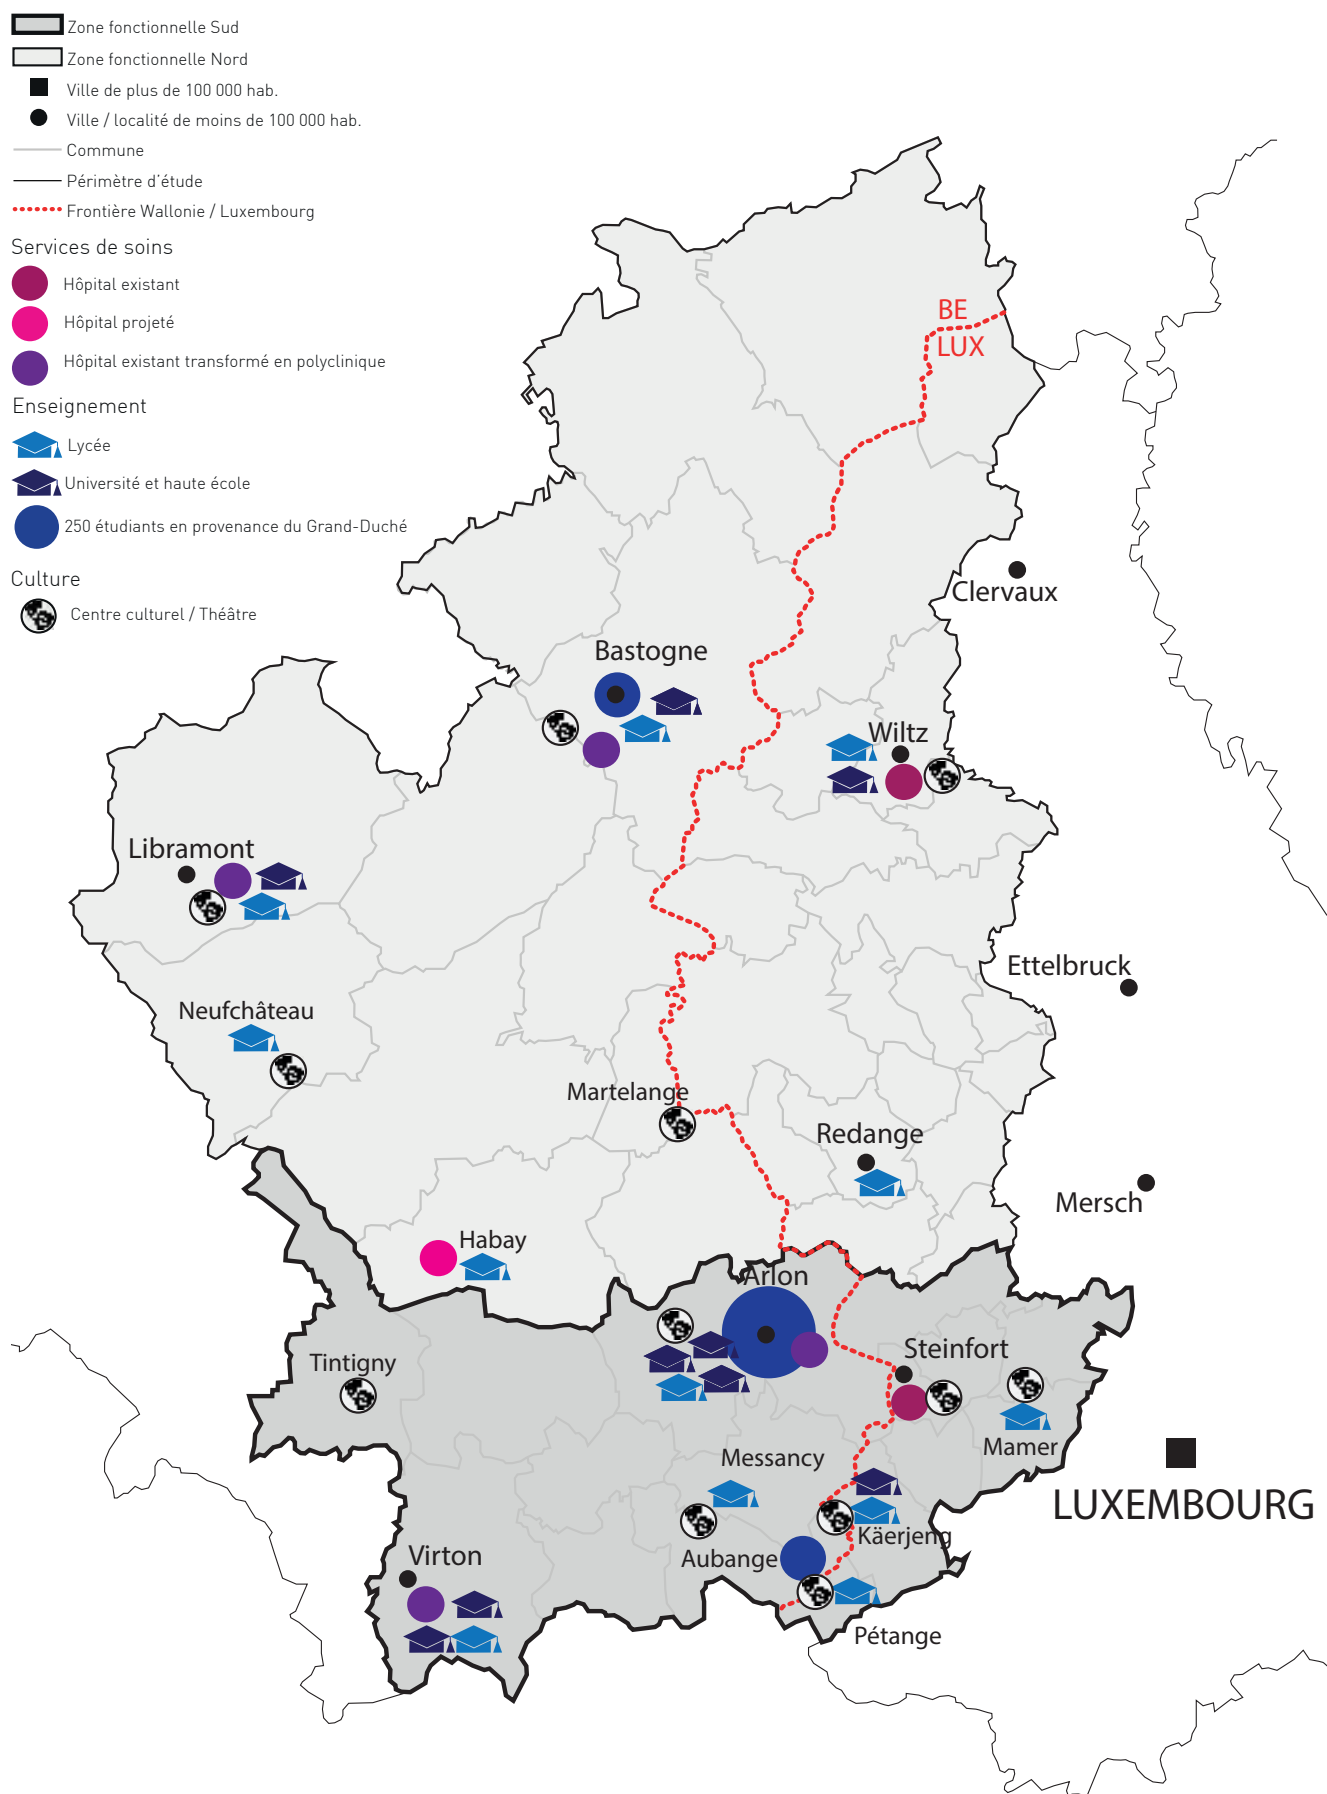 Zone fonctionnelle Sud
Zone fonctionnelle Nord
Ville de plus de 100 000 hab.
Ville / localité de moins de 100 000 hab.
Commune
Périmètre d'étude
Frontière Wallonie / Luxembourg
Services de soins
Hôpital existant
Hôpital projeté
Hôpital existant transformé en polyclinique
Enseignement
Lycée
Université et haute école
250 étudiants en provenance du Grand-Duché
Culture
Centre culturel / Théâtre
BE
LUX
Clervaux
Bastogne
Wiltz
Libramont
Ettelbruck
Neufchâteau
Martelange
Redange
Mersch
Habay
Arlon
Steinfort
Tintigny
Mamer
Messancy
LUXEMBOURG
Käerjeng
Aubange
Virton
Pétange